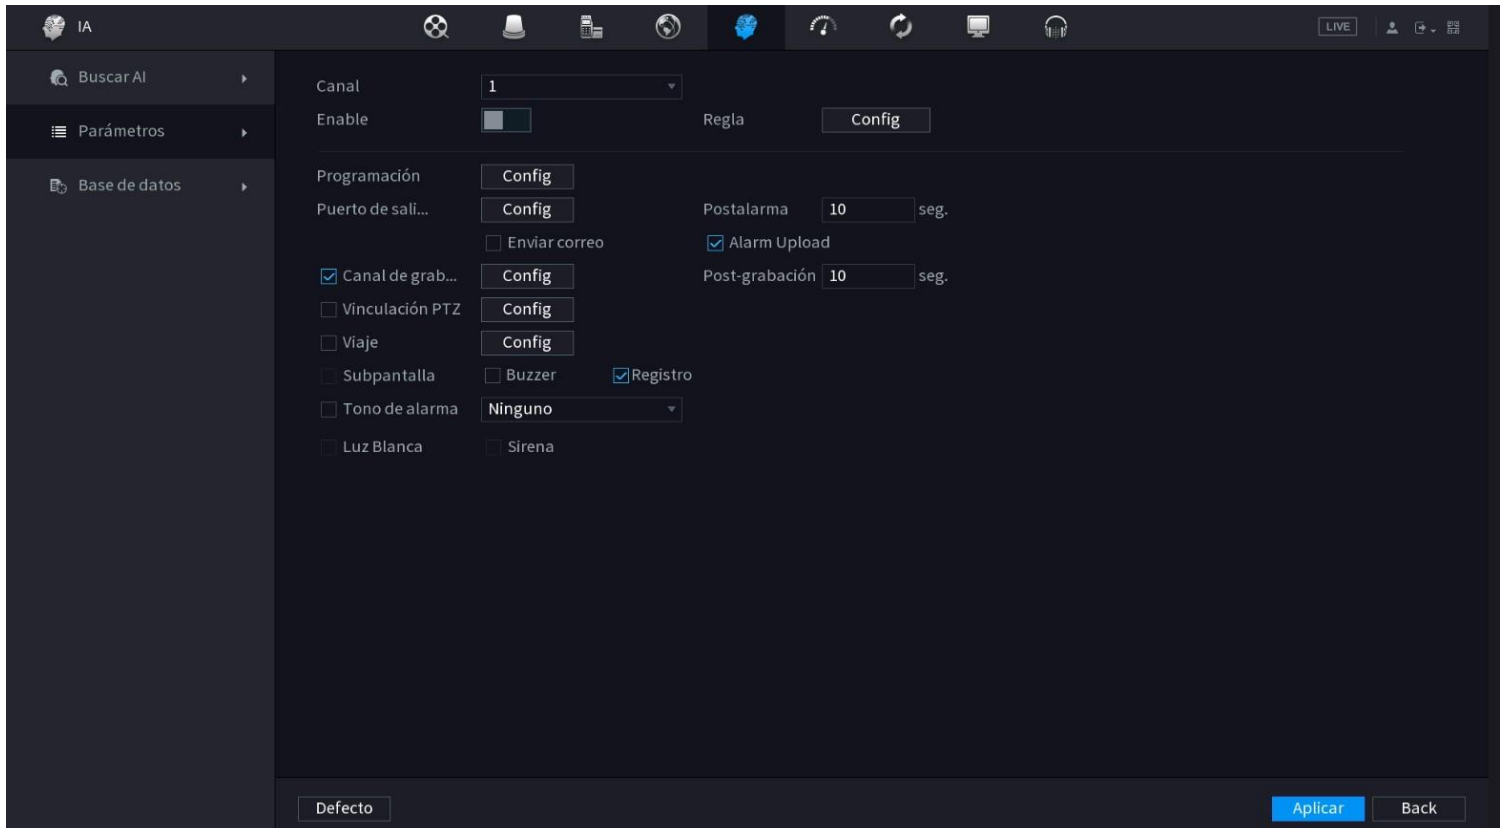 IA
LIVE
Buscar AI
Parámetros
Base de datos
Canal 1
Enable Regla Config
Programación Config
Puerto de sali... Config Postalarma 10 seg.
Enviar correo Alarm Upload
Canal de grab... Config Post-grabación 10 seg.
Vinculación PTZ Config
Viaje Config
Subpantalla Buzzer Registro
Tono de alarma Ninguno
Luz Blanca Sirena
Defecto Aplicar Back